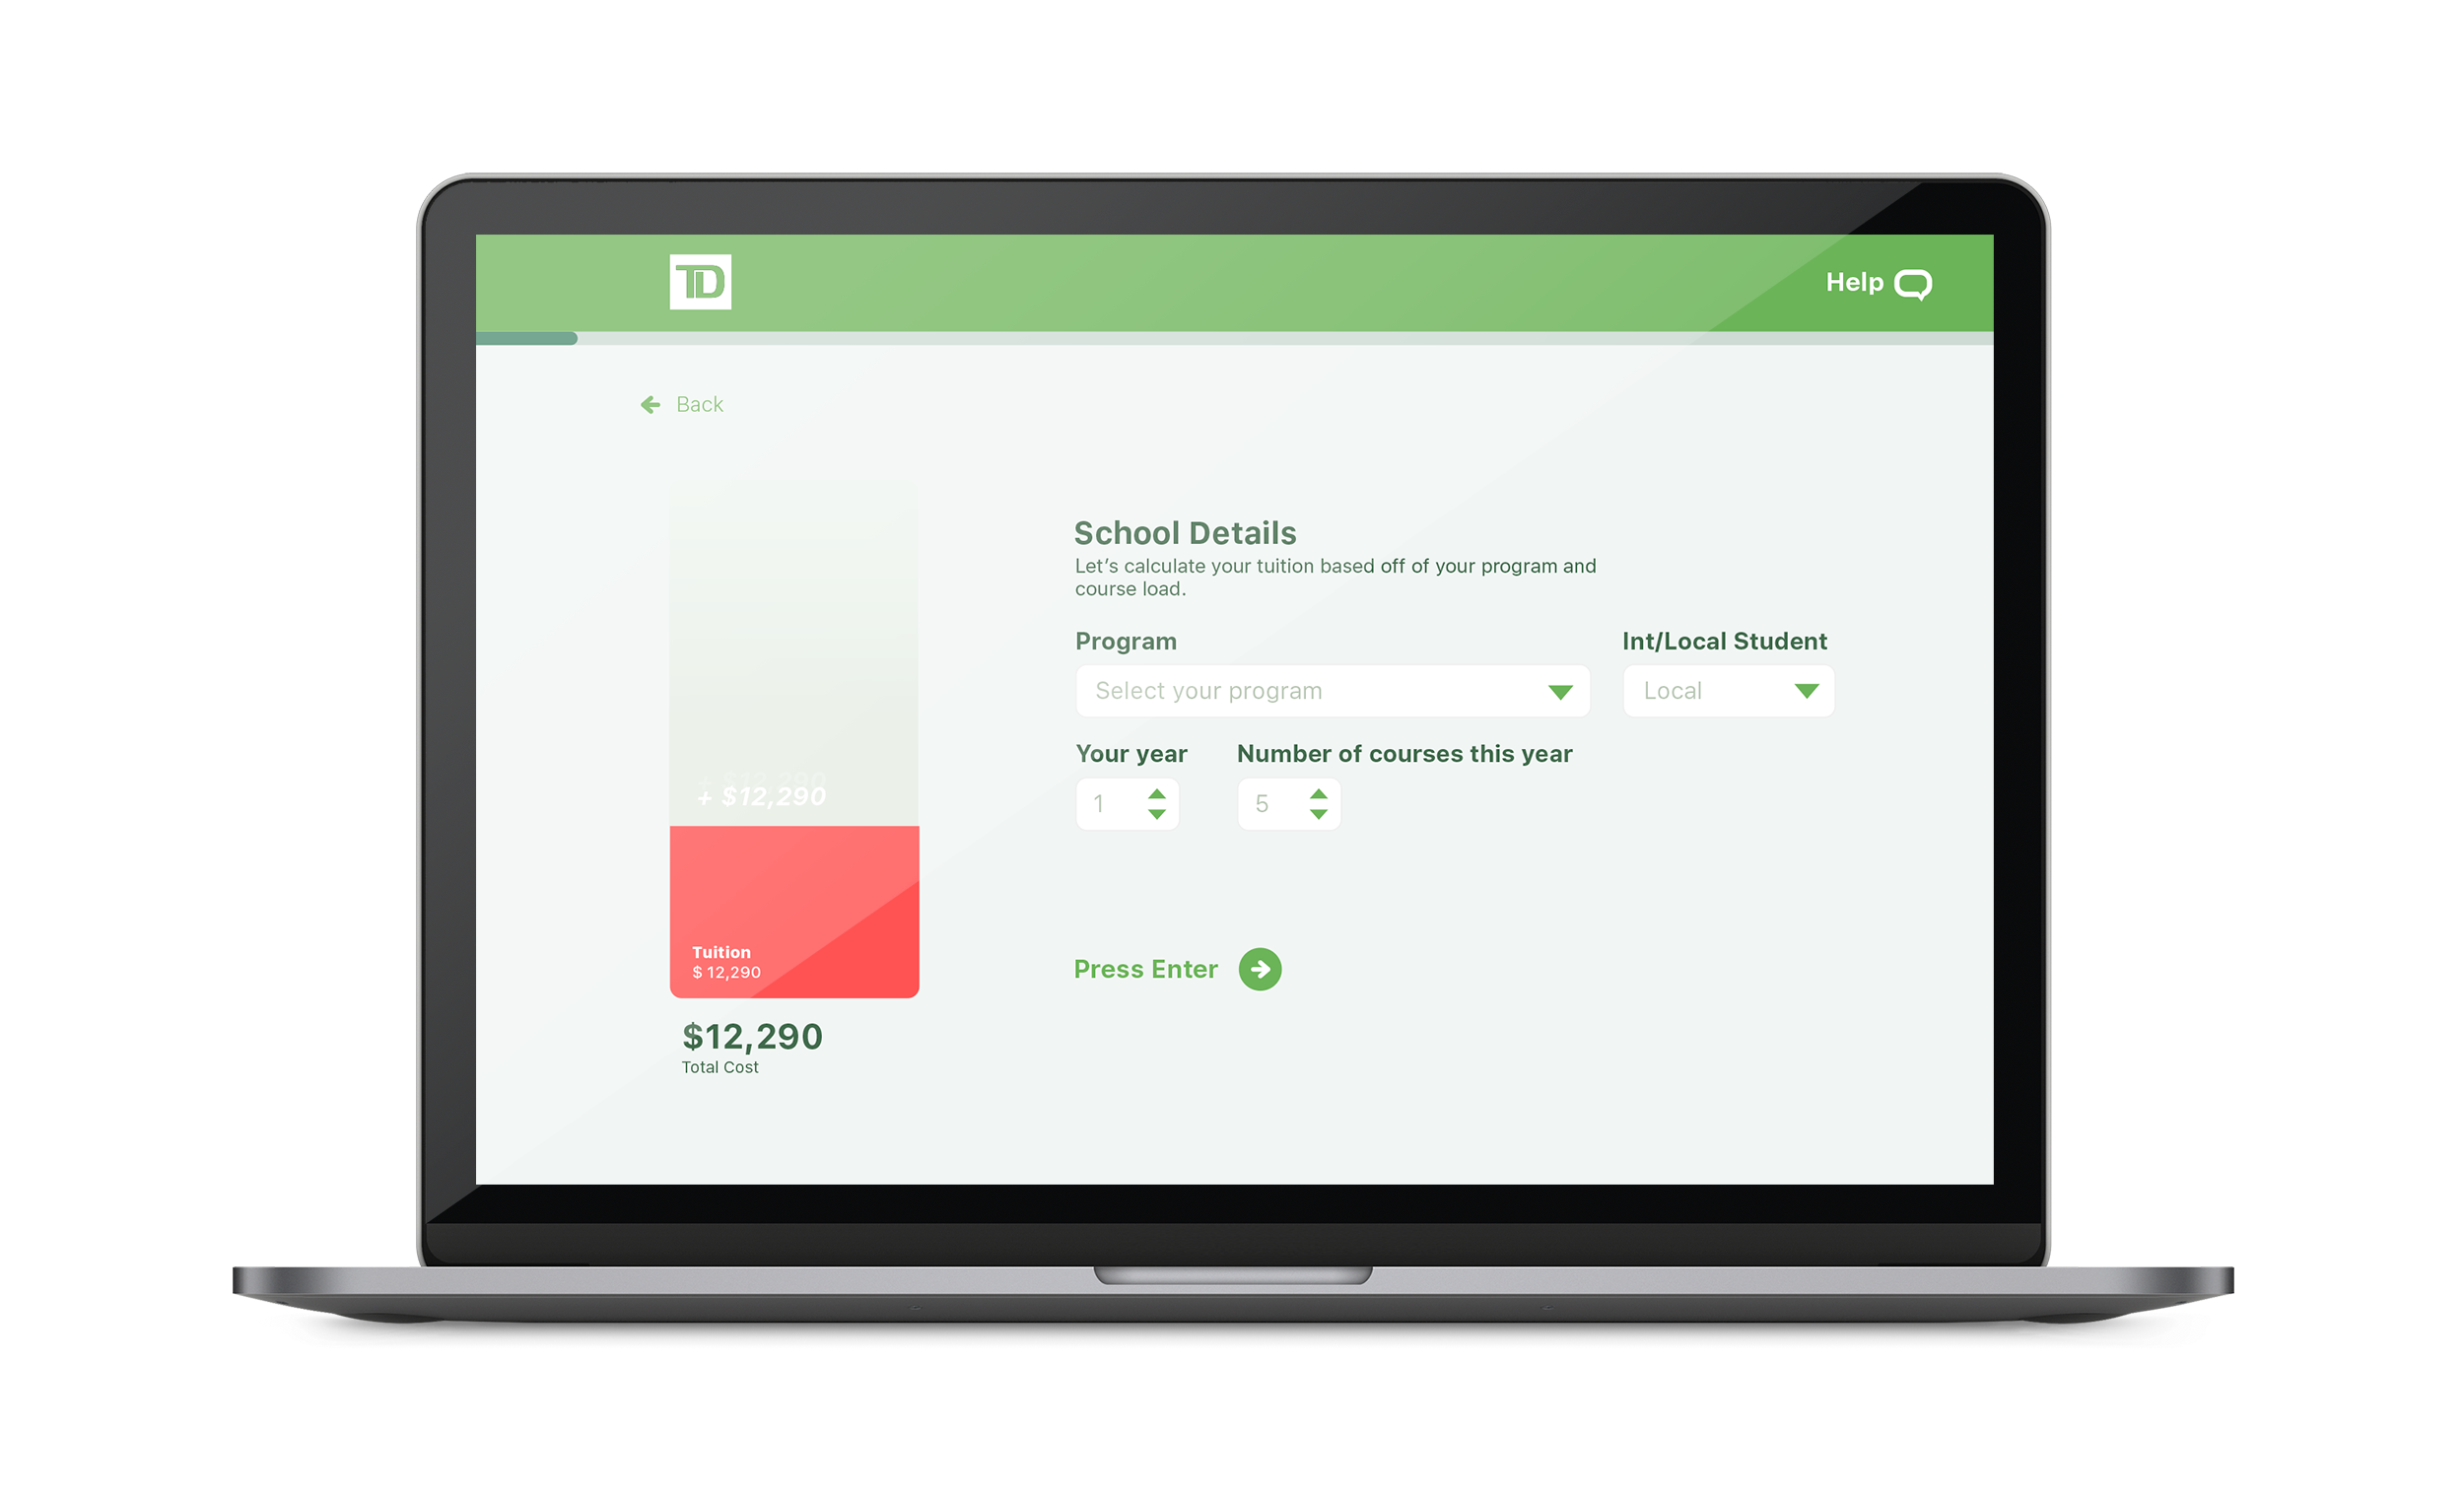 TD
Help
Back
School Details
Let's calculate your tuition based off of your program and
course load.
Program
Int/Local Student
Select your program
Local
Your year
Number of courses this year
1
5
+ $12,290
+ $12,290
Tuition
$ 12,290
Press Enter
$12,290
Total Cost